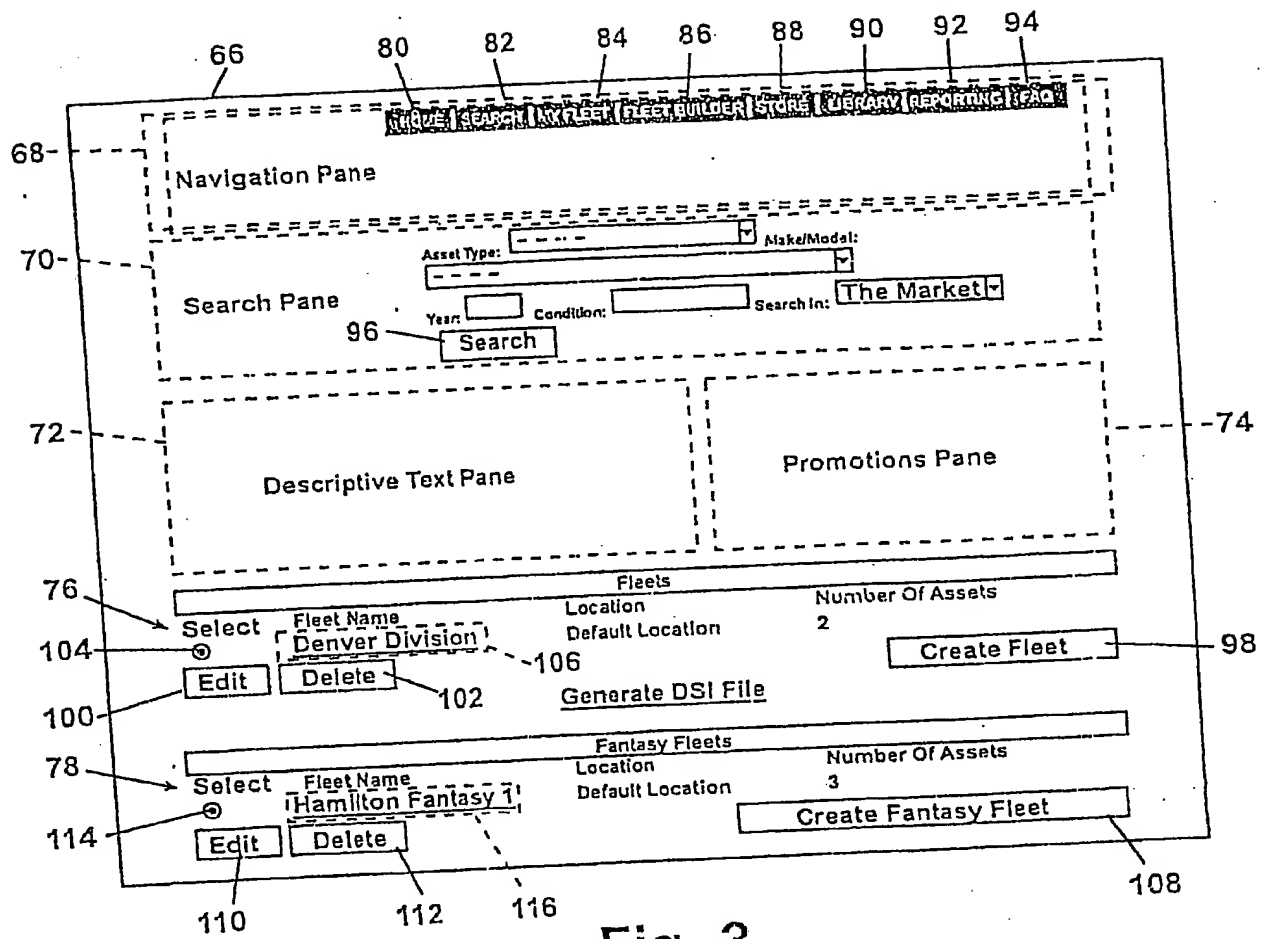 66 80 82 84 86 88 90 92 94
HOME | SEARCH | MY FLEET | FLEET BUILDER | STORE | LIBRARY | REPORTING | FAQ
68
Navigation Pane
70
Asset Type: - - - - Make/Model:
- - - -
Search Pane
Year: Condition: Search In: The Market
96 Search
72 74
Descriptive Text Pane Promotions Pane
76
Fleets
Select Fleet Name Location Number Of Assets
104 Denver Division Default Location 2
106
Edit Delete Create Fleet 98
100 102 Generate DSI File
78
Fantasy Fleets
Select Fleet Name Location Number Of Assets
114 Hamilton Fantasy 1 Default Location 3
Edit Delete Create Fantasy Fleet
110 112 116 108
Fig. 3